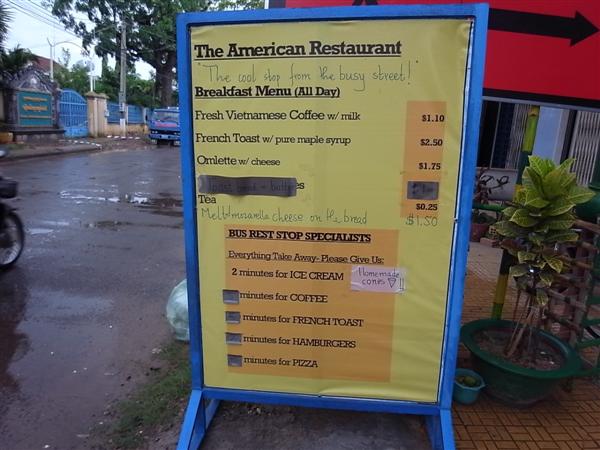 The American Restaurant
"The cool stop from the busy street!"
Breakfast Menu (All Day)
Fresh Vietnamese Coffee w/ milk $1.10
French Toast w/ pure maple syrup $2.50
Omlette w/ cheese $1.75
Tea $0.25
Melt mozzarella cheese on the bread $1.50
BUS REST STOP SPECIALISTS
Everything Take Away- Please Give Us:
2 minutes for ICE CREAM
Homemade cones !!
minutes for COFFEE
minutes for FRENCH TOAST
minutes for HAMBURGERS
minutes for PIZZA